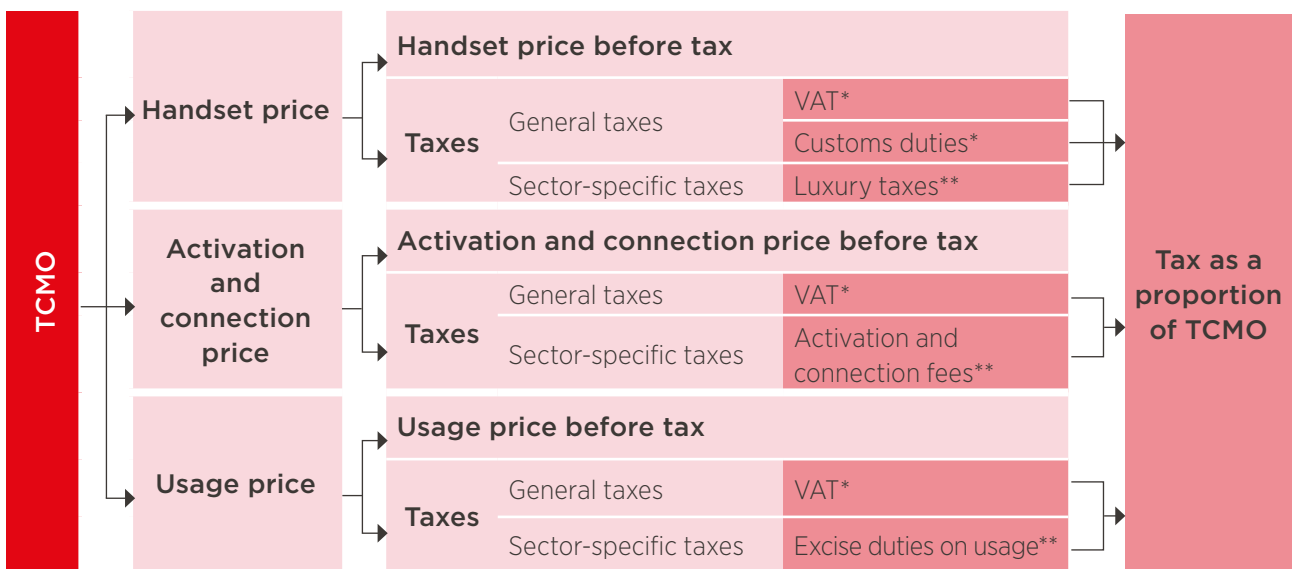 TCMO
Handset price
Handset price before tax
Taxes
General taxes
VAT*
Customs duties*
Sector-specific taxes
Luxury taxes**
Activation
and
connection
price
Activation and connection price before tax
Taxes
General taxes
VAT*
Sector-specific taxes
Activation and
connection fees**
Usage price
Usage price before tax
Taxes
General taxes
VAT*
Sector-specific taxes
Excise duties on usage**
Tax as a
proportion
of TCMO